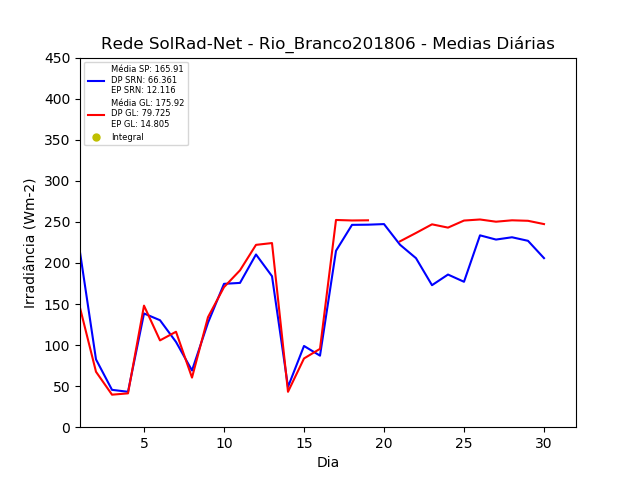 Rede SolRad-Net - Rio_Branco201806 - Medias Diárias
Irradiância (Wm-2)
450
400
350
300
250
200
150
100
50
0
Média SP: 165.91
DP SRN: 66.361
EP SRN: 12.116
Média GL: 175.92
DP GL: 79.725
EP GL: 14.805
Integral
5 10 15 20 25 30
Dia